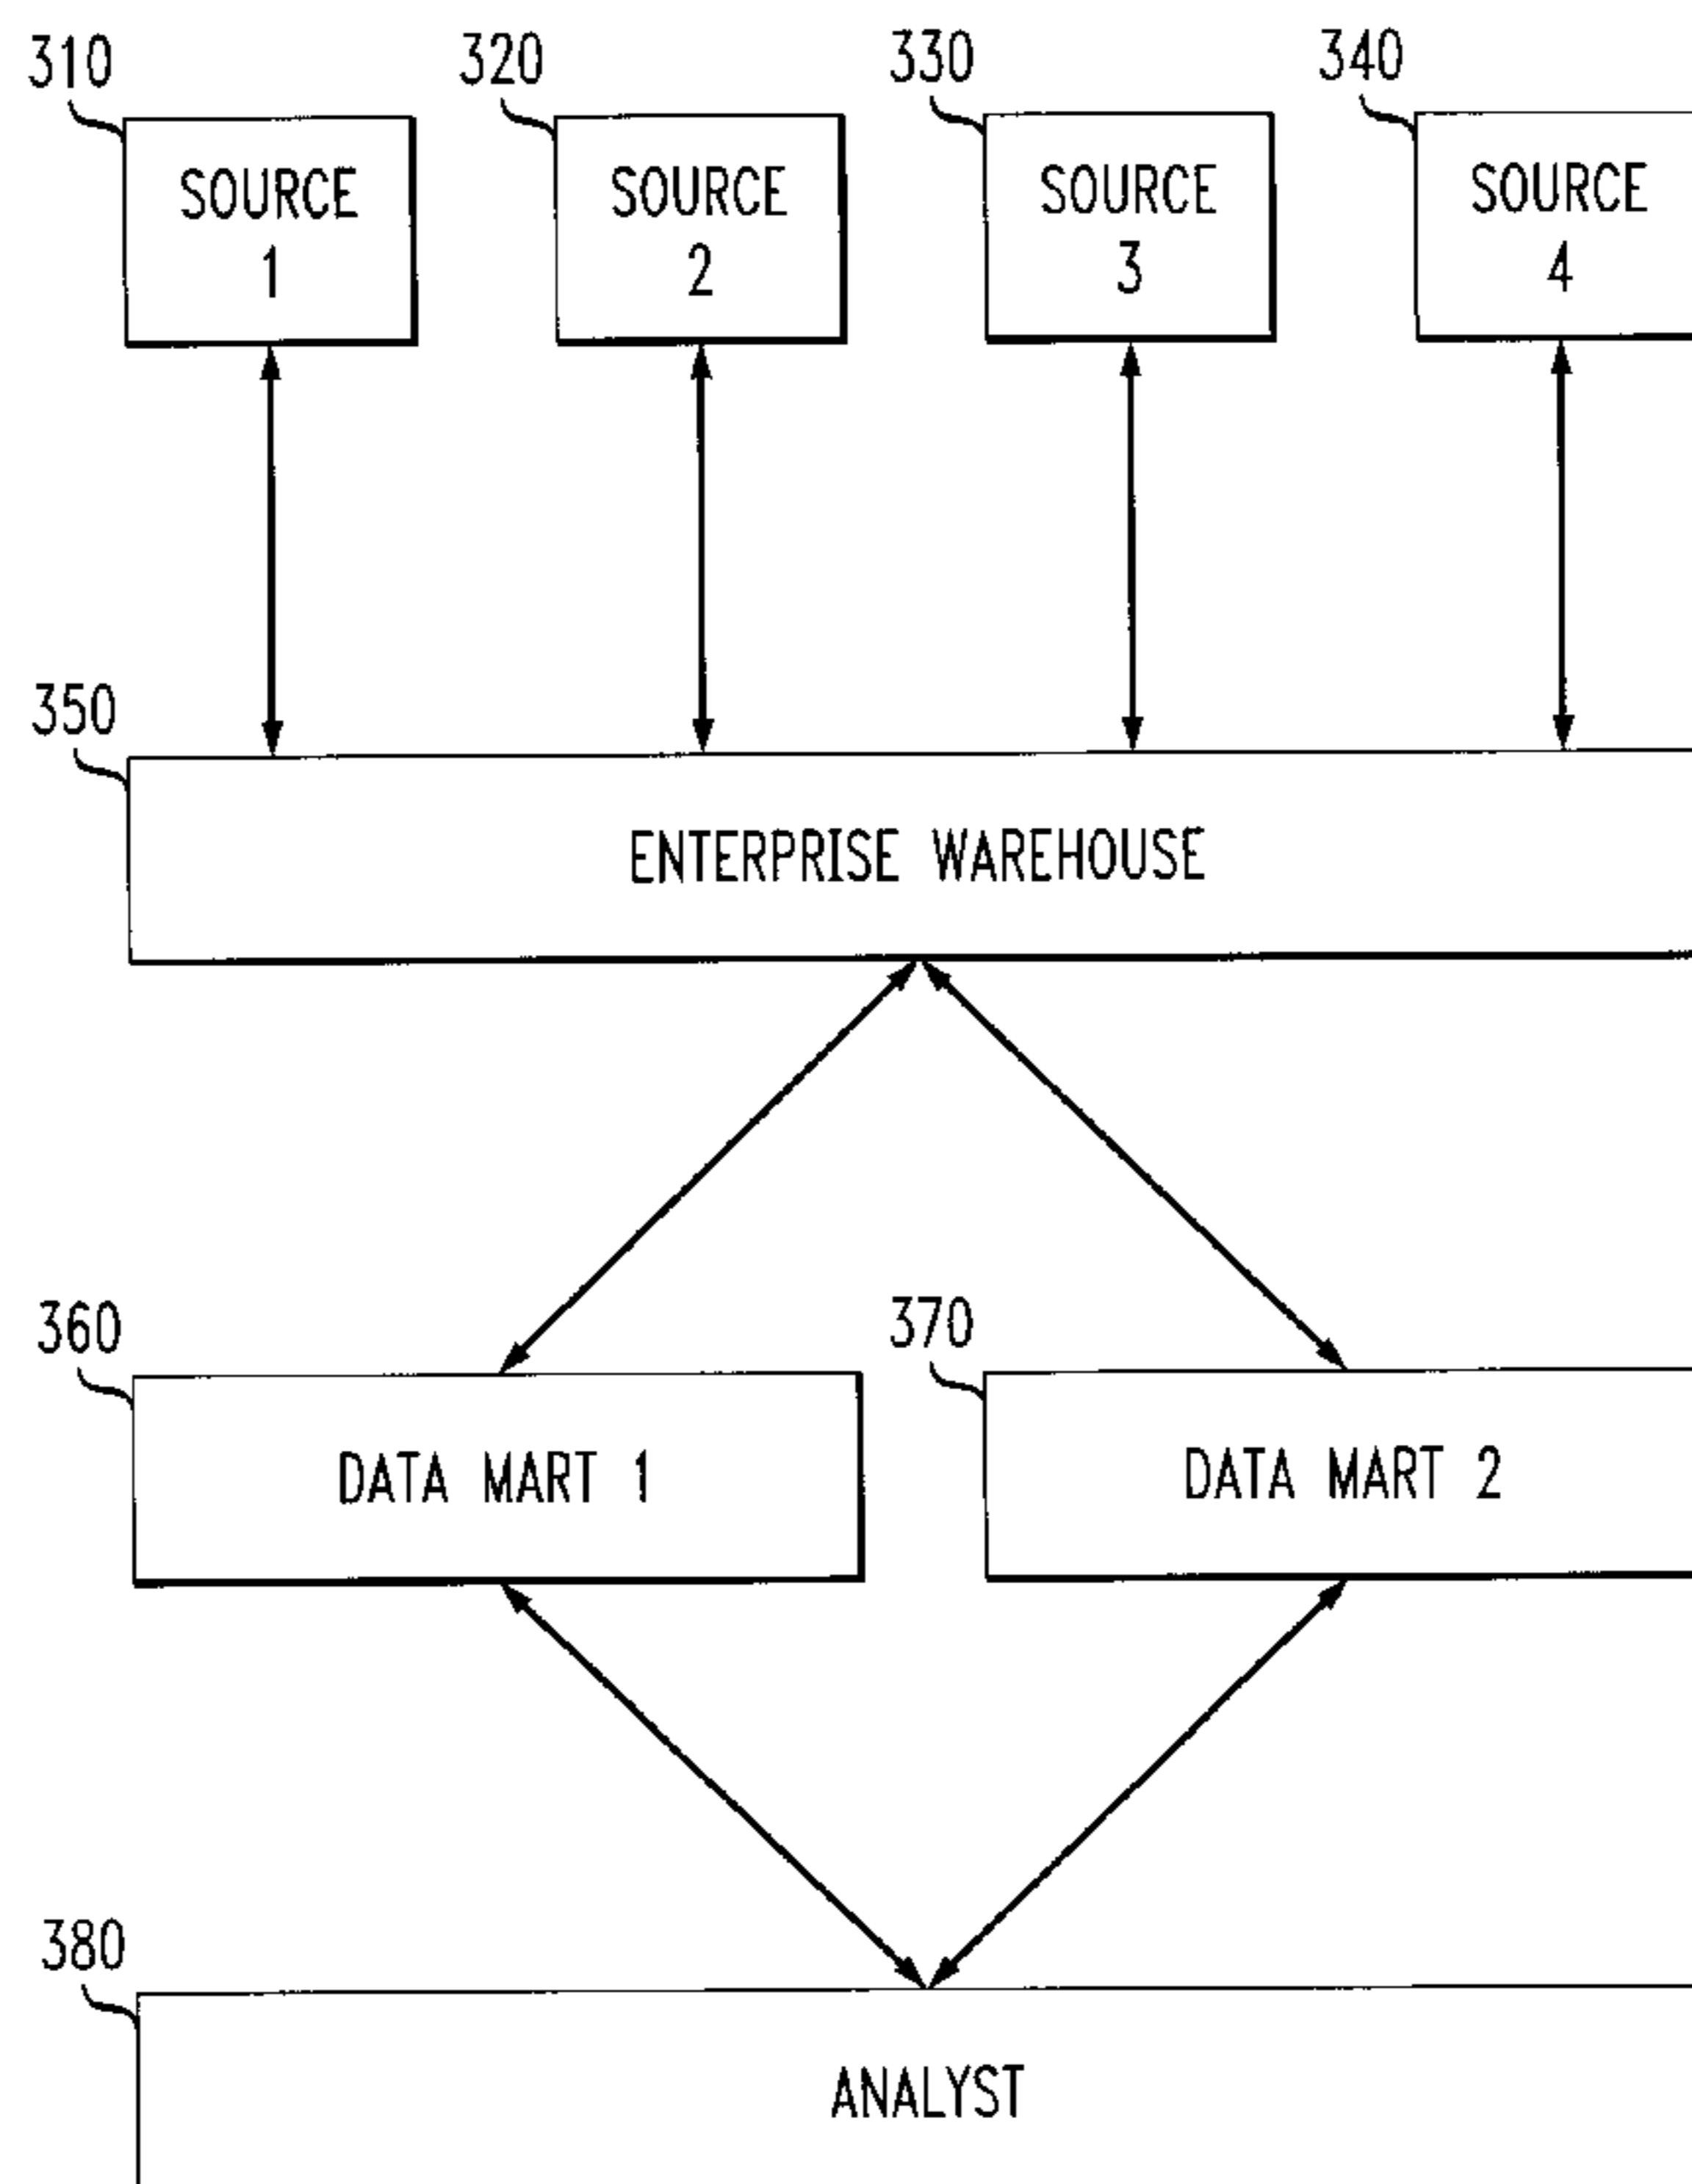 310
320
330
340
SOURCE
1
SOURCE
2
SOURCE
3
SOURCE
4
350
ENTERPRISE WAREHOUSE
360
370
DATA MART 1
DATA MART 2
380
ANALYST